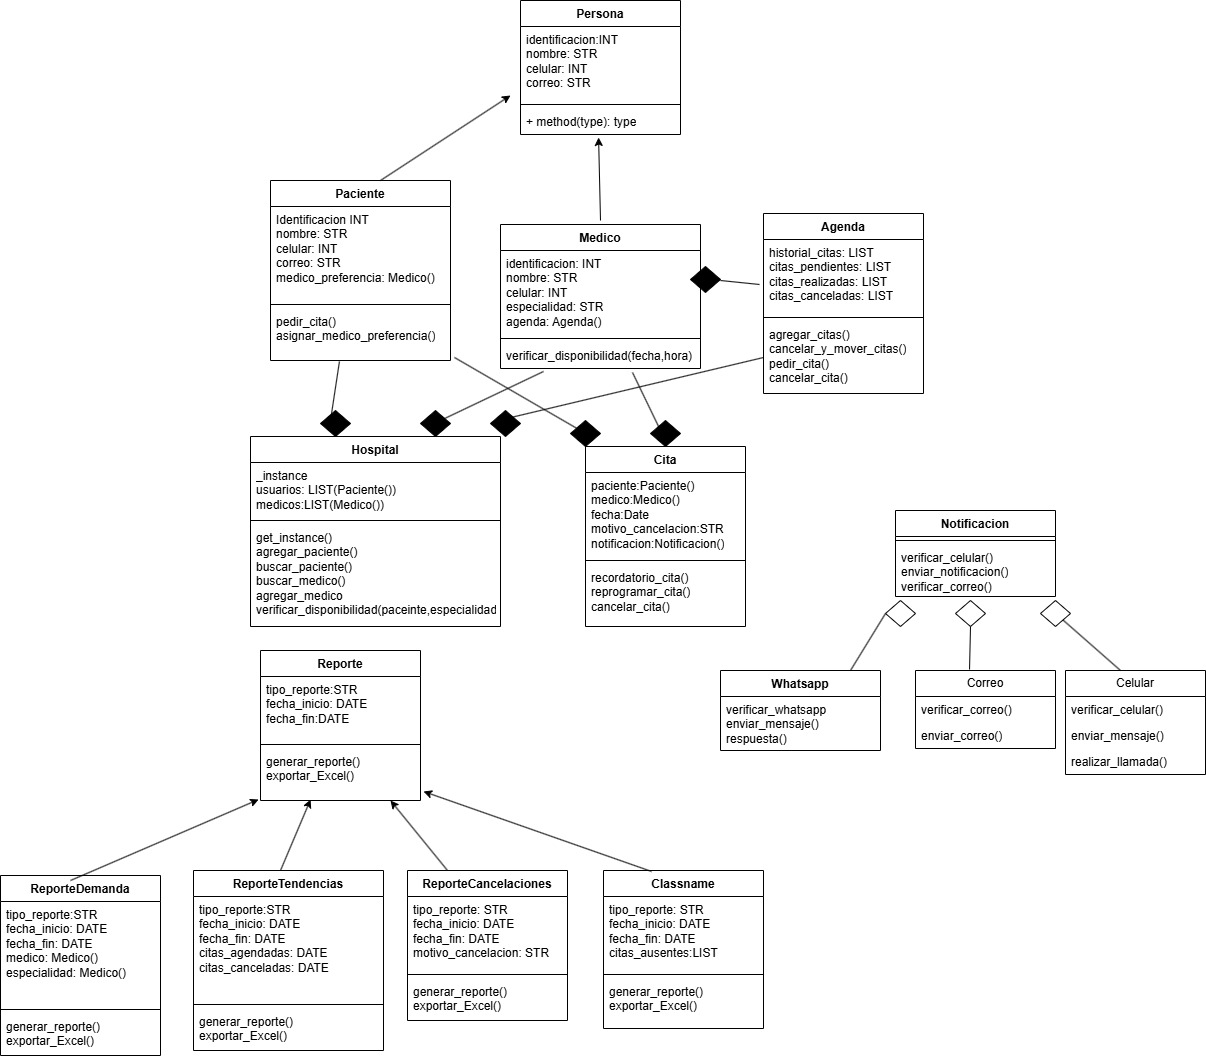 Persona
identificacion:INT
nombre: STR
celular: INT
correo: STR
+ method(type): type
Paciente
Identificacion INT
nombre: STR
celular: INT
correo: STR
medico_preferencia: Medico()
pedir_cita()
asignar_medico_preferencia()
Medico
identificacion: INT
nombre: STR
celular: INT
especialidad: STR
agenda: Agenda()
verificar_disponibilidad(fecha,hora)
Agenda
historial_citas: LIST
citas_pendientes: LIST
citas_realizadas: LIST
citas_canceladas: LIST
agregar_citas()
cancelar_y_mover_citas()
pedir_cita()
cancelar_cita()
Hospital
_instance
usuarios: LIST(Paciente())
medicos:LIST(Medico())
get_instance()
agregar_paciente()
buscar_paciente()
buscar_medico()
agregar_medico
verificar_disponibilidad(paceinte,especialidad
Cita
paciente:Paciente()
medico:Medico()
fecha:Date
motivo_cancelacion:STR
notificacion:Notificacion()
recordatorio_cita()
reprogramar_cita()
cancelar_cita()
Notificacion
verificar_celular()
enviar_notificacion()
verificar_correo()
Whatsapp
verificar_whatsapp
enviar_mensaje()
respuesta()
Correo
verificar_correo()
enviar_correo()
Celular
verificar_celular()
enviar_mensaje()
realizar_llamada()
Reporte
tipo_reporte:STR
fecha_inicio: DATE
fecha_fin:DATE
generar_reporte()
exportar_Excel()
ReporteDemanda
tipo_reporte:STR
fecha_inicio: DATE
fecha_fin: DATE
medico: Medico()
especialidad: Medico()
generar_reporte()
exportar_Excel()
ReporteTendencias
tipo_reporte:STR
fecha_inicio: DATE
fecha_fin: DATE
citas_agendadas: DATE
citas_canceladas: DATE
generar_reporte()
exportar_Excel()
ReporteCancelaciones
tipo_reporte: STR
fecha_inicio: DATE
fecha_fin: DATE
motivo_cancelacion: STR
generar_reporte()
exportar_Excel()
Classname
tipo_reporte: STR
fecha_inicio: DATE
fecha_fin: DATE
citas_ausentes:LIST
generar_reporte()
exportar_Excel()